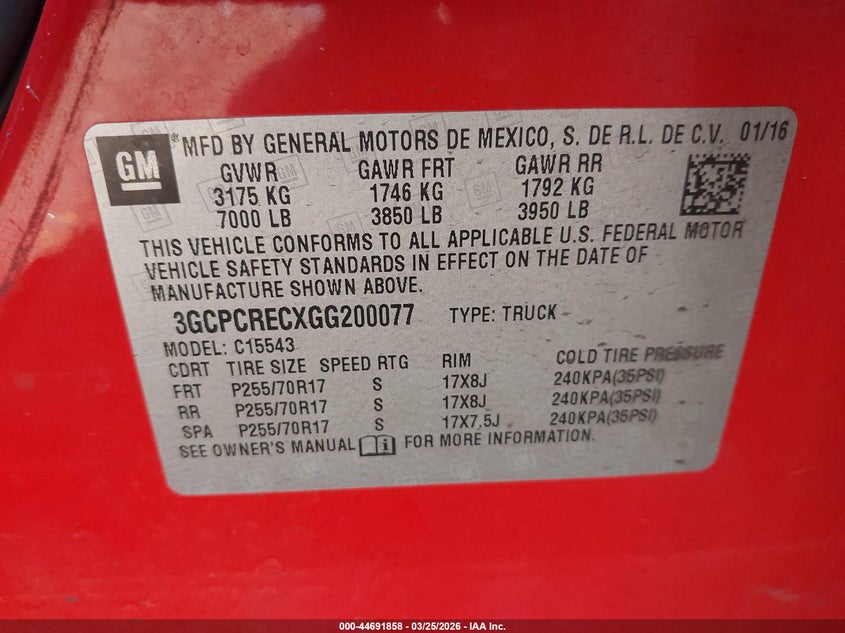 GM
® MFD BY GENERAL MOTORS DE MEXICO, S. DE R.L. DE C.V. 01/16
GVWR GAWR FRT GAWR RR
3175 KG 1746 KG 1792 KG
7000 LB 3850 LB 3950 LB
THIS VEHICLE CONFORMS TO ALL APPLICABLE U.S. FEDERAL MOTOR
VEHICLE SAFETY STANDARDS IN EFFECT ON THE DATE OF
MANUFACTURE SHOWN ABOVE.
3GCPCRECXGG200077 TYPE: TRUCK
MODEL: C15543
CDRT TIRE SIZE SPEED RTG RIM COLD TIRE PRESSURE
FRT P255/70R17 S 17X8J 240KPA(35PSI)
RR P255/70R17 S 17X8J 240KPA(35PSI)
SPA P255/70R17 S 17X7.5J 240KPA(35PSI)
SEE OWNER'S MANUAL FOR MORE INFORMATION.
000-44691858 - 03/25/2026 - IAA Inc.